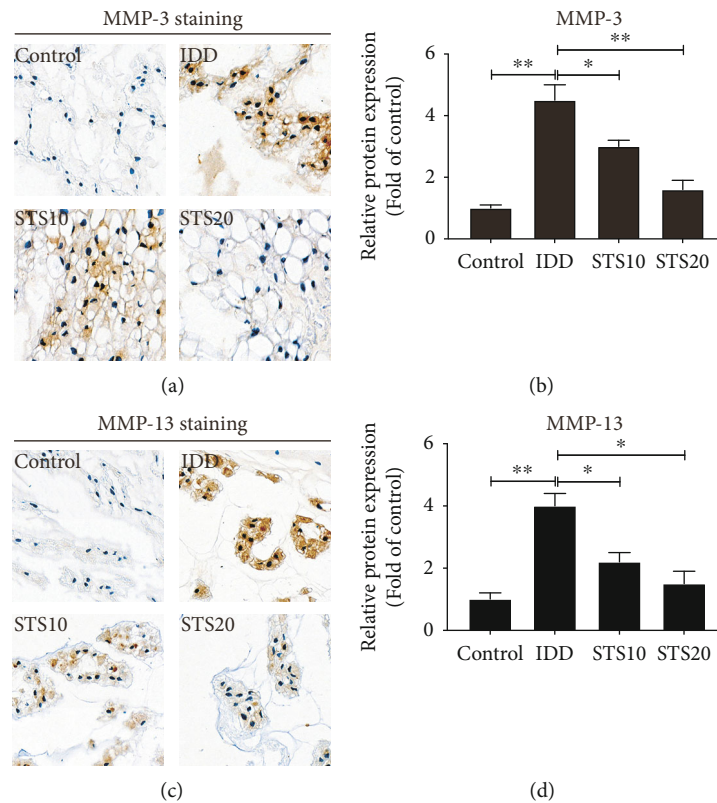 MMP-3 staining
Control
IDD
STS10
STS20
(a)
MMP-3
Relative protein expression
(Fold of control)
6
4
2
0
**
**
*
Control IDD STS10 STS20
(b)
MMP-13 staining
Control
IDD
STS10
STS20
(c)
MMP-13
Relative protein expression
(Fold of control)
6
4
2
0
*
**
*
Control IDD STS10 STS20
(d)